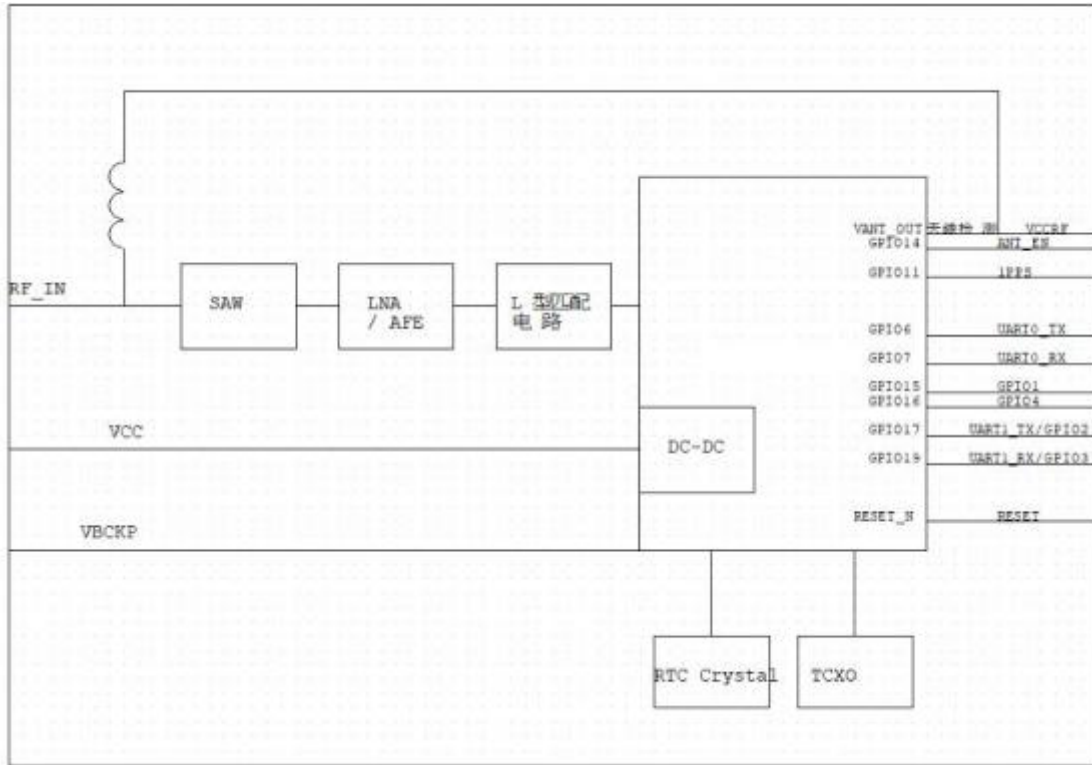 VANT_OUT 天线检 测 VCCRF
GPIO14 ANT_EN
GPIO11 1PPS
RF_IN
SAW
LNA
/ AFE
L 型匹配
电 路
GPIO6 UART0_TX
GPIO7 UART0_RX
GPIO15 GPIO1
GPIO16 GPIO4
VCC
GPIO17 UART1_TX/GPIO2
DC-DC
GPIO19 UART1_RX/GPIO3
RESET_N RESET
VBCKP
RTC Crystal
TCXO